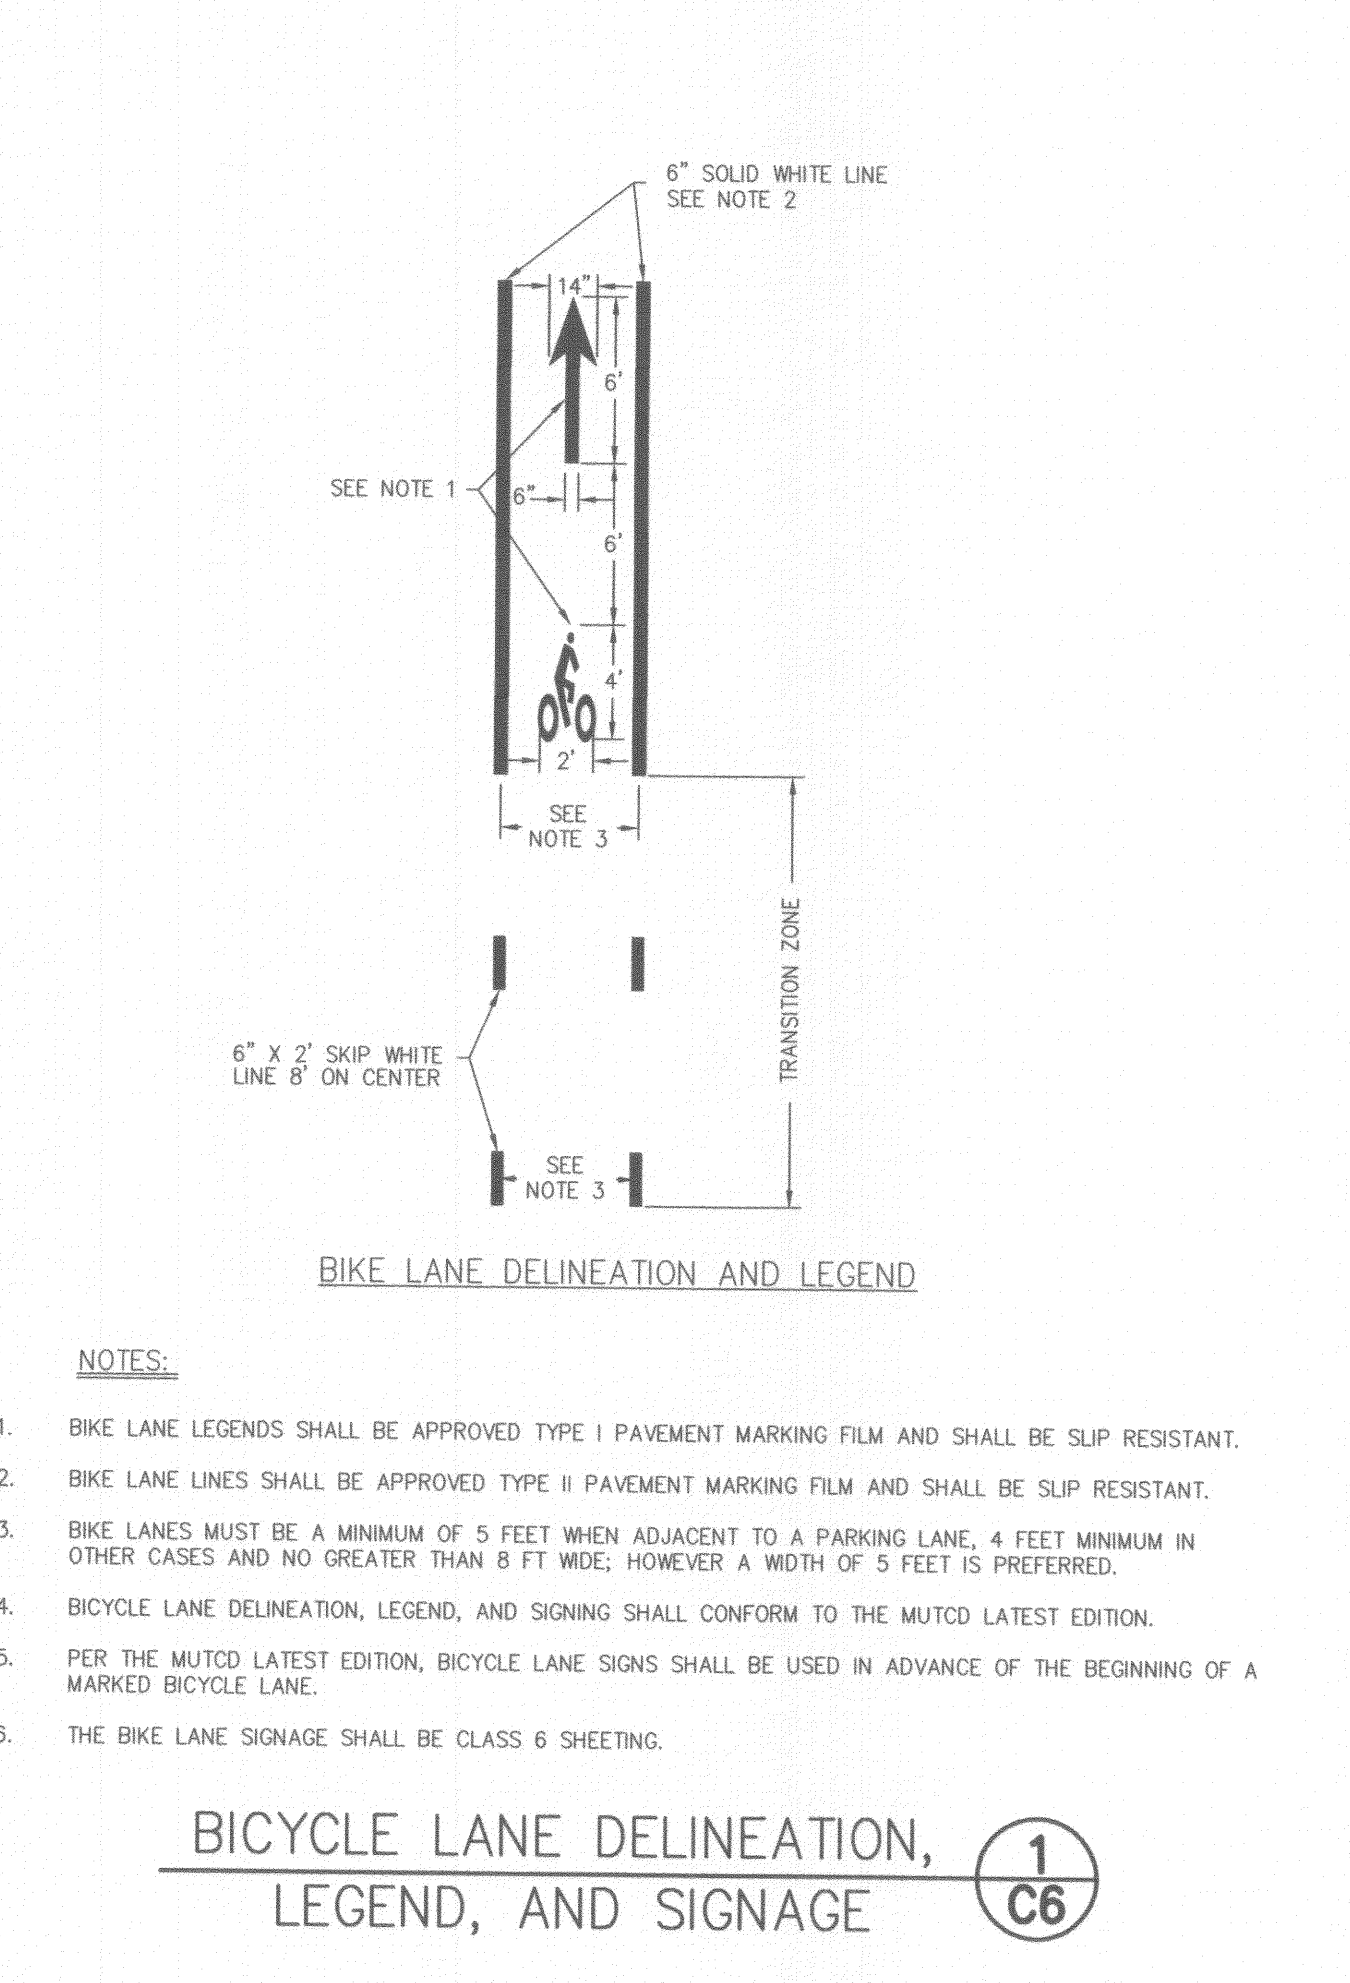 6" SOLID WHITE LINE
SEE NOTE 2
14"
6'
SEE NOTE 1
6"
6'
4'
2'
SEE
NOTE 3
TRANSITION ZONE
6" X 2' SKIP WHITE
LINE 8' ON CENTER
SEE
NOTE 3
BIKE LANE DELINEATION AND LEGEND
NOTES:
1. BIKE LANE LEGENDS SHALL BE APPROVED TYPE I PAVEMENT MARKING FILM AND SHALL BE SLIP RESISTANT.
2. BIKE LANE LINES SHALL BE APPROVED TYPE II PAVEMENT MARKING FILM AND SHALL BE SLIP RESISTANT.
3. BIKE LANES MUST BE A MINIMUM OF 5 FEET WHEN ADJACENT TO A PARKING LANE, 4 FEET MINIMUM IN
OTHER CASES AND NO GREATER THAN 8 FT WIDE; HOWEVER A WIDTH OF 5 FEET IS PREFERRED.
4. BICYCLE LANE DELINEATION, LEGEND, AND SIGNING SHALL CONFORM TO THE MUTCD LATEST EDITION.
5. PER THE MUTCD LATEST EDITION, BICYCLE LANE SIGNS SHALL BE USED IN ADVANCE OF THE BEGINNING OF A
MARKED BICYCLE LANE.
6. THE BIKE LANE SIGNAGE SHALL BE CLASS 6 SHEETING.
BICYCLE LANE DELINEATION,
LEGEND, AND SIGNAGE
1
C6